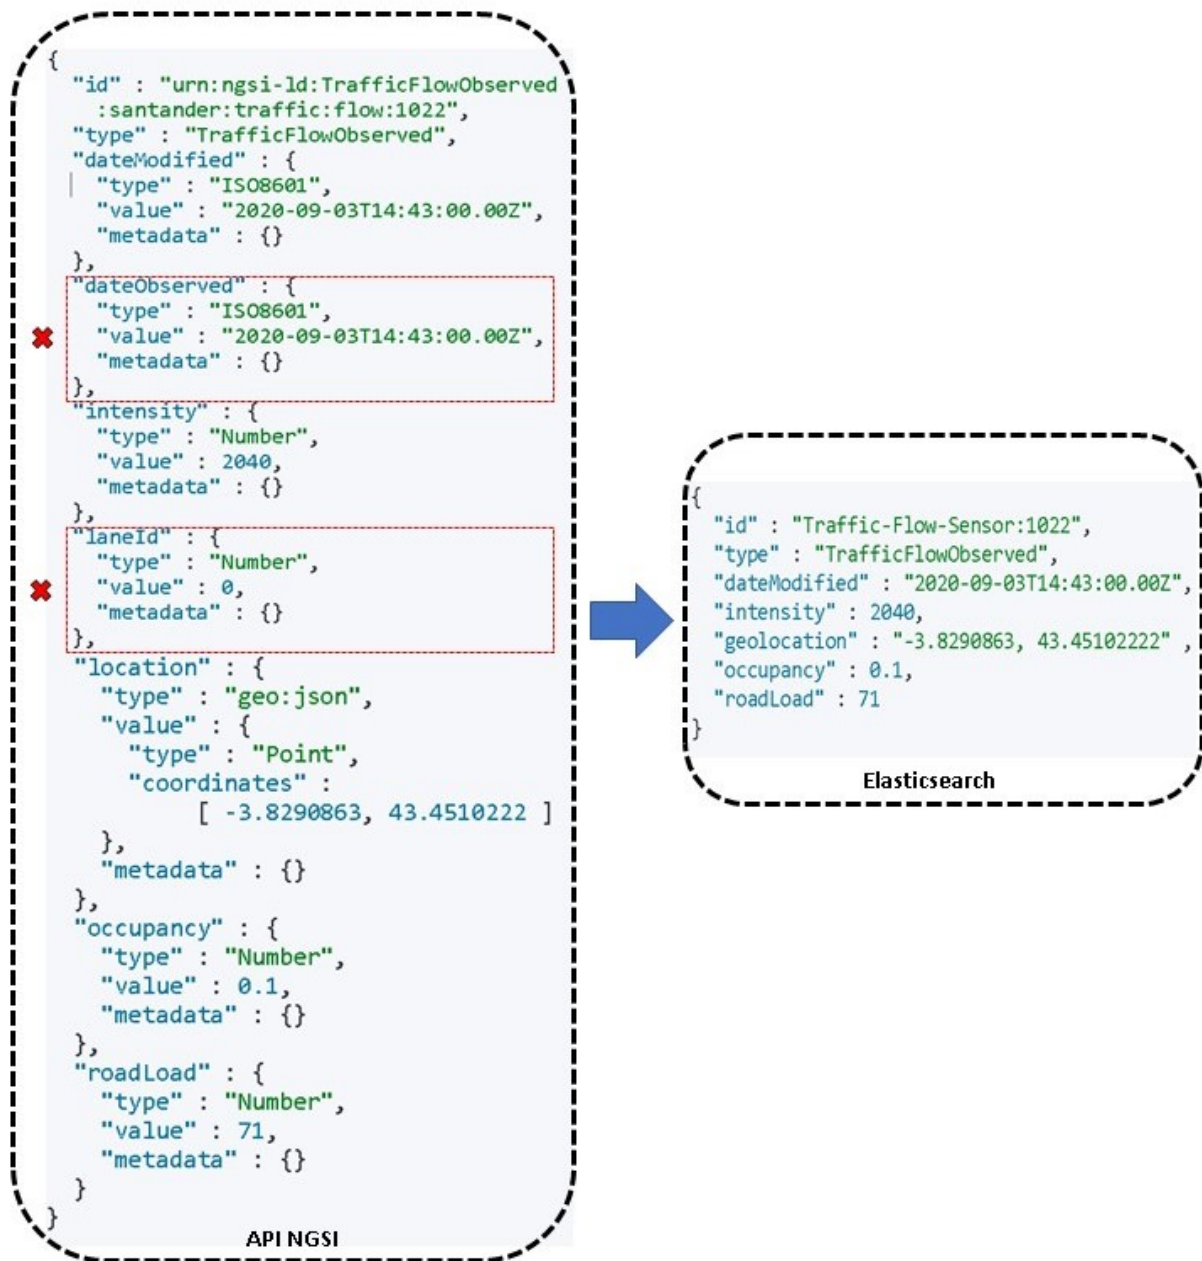 {
"id" : "urn:ngsi-ld:TrafficFlowObserved
:santander:traffic:flow:1022",
"type" : "TrafficFlowObserved",
"dateModified" : {
"type" : "ISO8601",
"value" : "2020-09-03T14:43:00.00Z",
"metadata" : {}
},
"dateObserved" : {
"type" : "ISO8601",
"value" : "2020-09-03T14:43:00.00Z",
"metadata" : {}
},
"intensity" : {
"type" : "Number",
"value" : 2040,
"metadata" : {}
},
"laneId" : {
"type" : "Number",
"value" : 0,
"metadata" : {}
},
"location" : {
"type" : "geo:json",
"value" : {
"type" : "Point",
"coordinates" :
[ -3.8290863, 43.4510222 ]
},
"metadata" : {}
},
"occupancy" : {
"type" : "Number",
"value" : 0.1,
"metadata" : {}
},
"roadLoad" : {
"type" : "Number",
"value" : 71,
"metadata" : {}
}
}
API NGSI
{
"id" : "Traffic-Flow-Sensor:1022",
"type" : "TrafficFlowObserved",
"dateModified" : "2020-09-03T14:43:00.00Z",
"intensity" : 2040,
"geolocation" : "-3.8290863, 43.45102222" ,
"occupancy" : 0.1,
"roadLoad" : 71
}
Elasticsearch